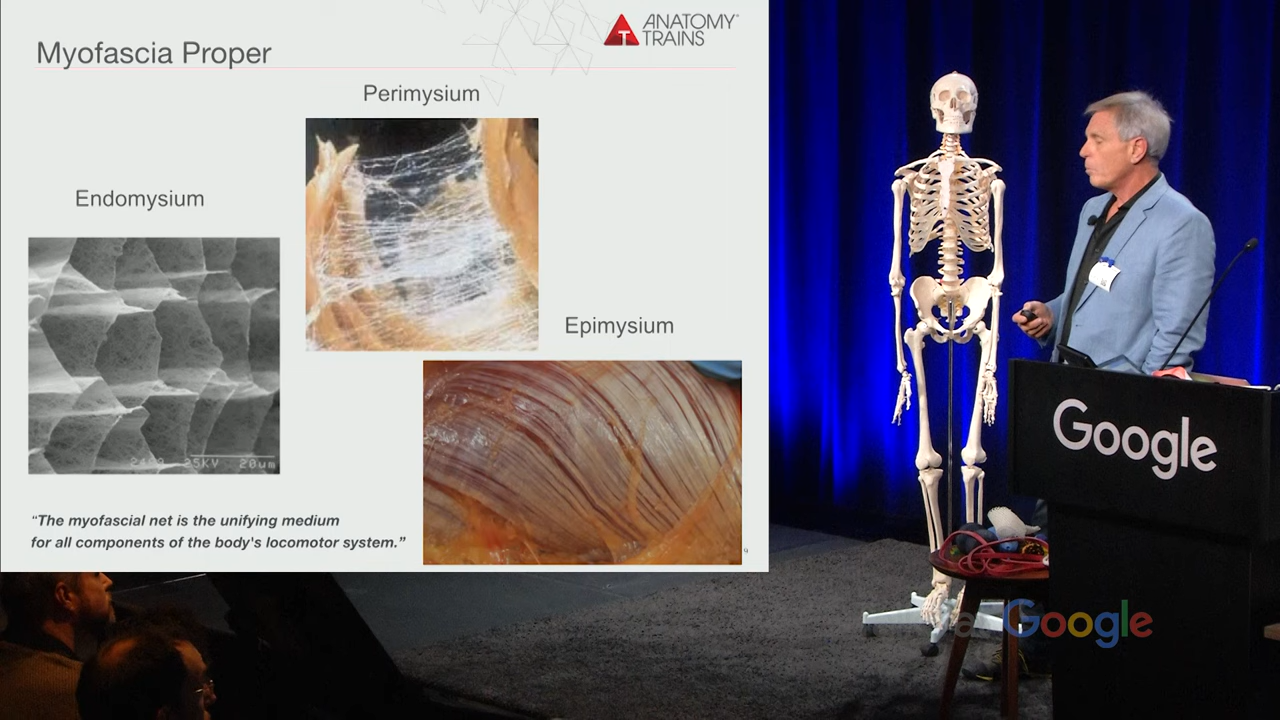 Myofascia Proper
ANATOMY
TRAINS
Perimysium
Endomysium
Epimysium
25KV 20um
“The myofascial net is the unifying medium
for all components of the body's locomotor system.”
9
Google
Google